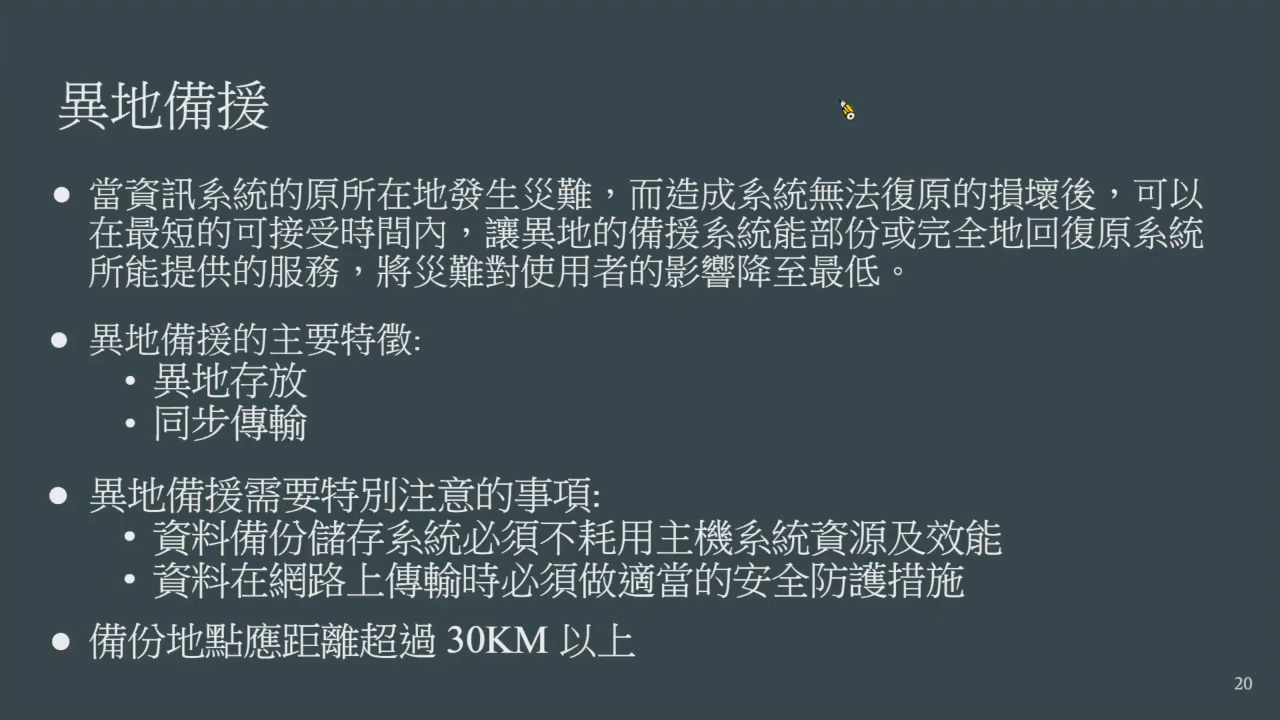 異地備援
● 當資訊系統的原所在地發生災難，而造成系統無法復原的損壞後，可以
在最短的可接受時間內，讓異地的備援系統能部份或完全地回復原系統
所能提供的服務，將災難對使用者的影響降至最低。
● 異地備援的主要特徵:
• 異地存放
• 同步傳輸
● 異地備援需要特別注意的事項:
• 資料備份儲存系統必須不耗用主機系統資源及效能
• 資料在網路上傳輸時必須做適當的安全防護措施
● 備份地點應距離超過 30KM 以上
20